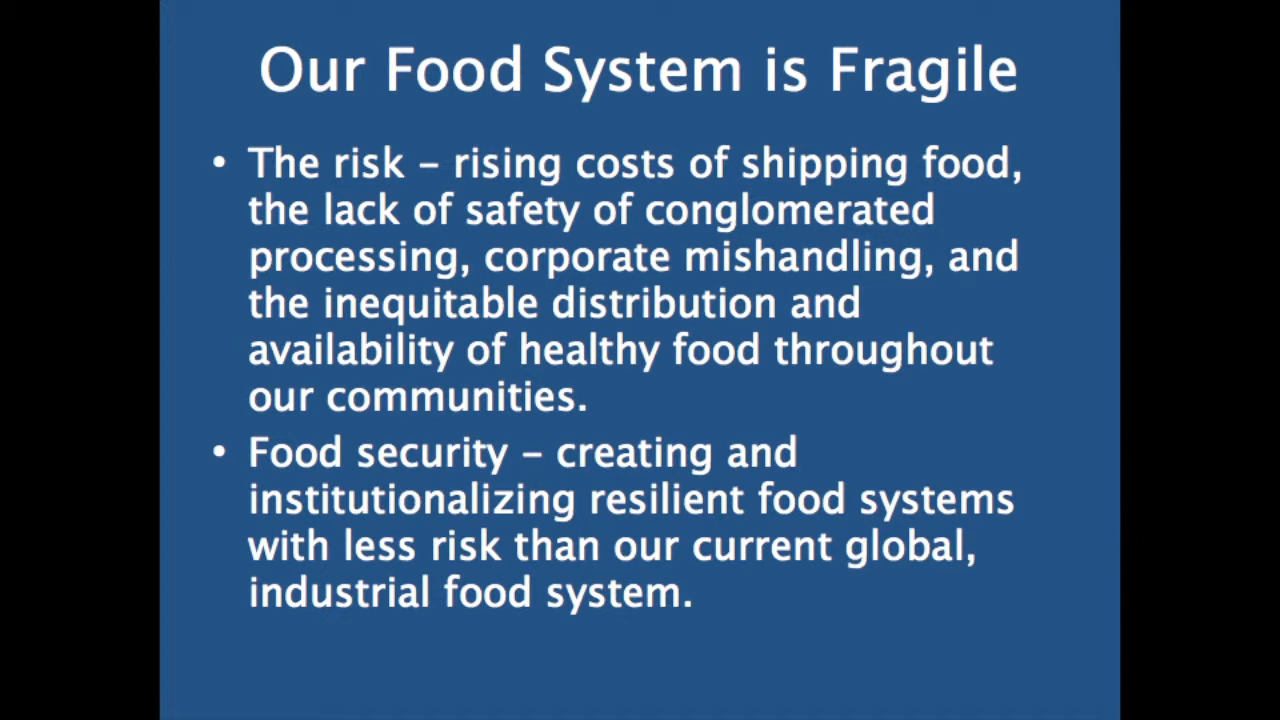 Our Food System is Fragile
• The risk – rising costs of shipping food,
the lack of safety of conglomerated
processing, corporate mishandling, and
the inequitable distribution and
availability of healthy food throughout
our communities.
• Food security – creating and
institutionalizing resilient food systems
with less risk than our current global,
industrial food system.